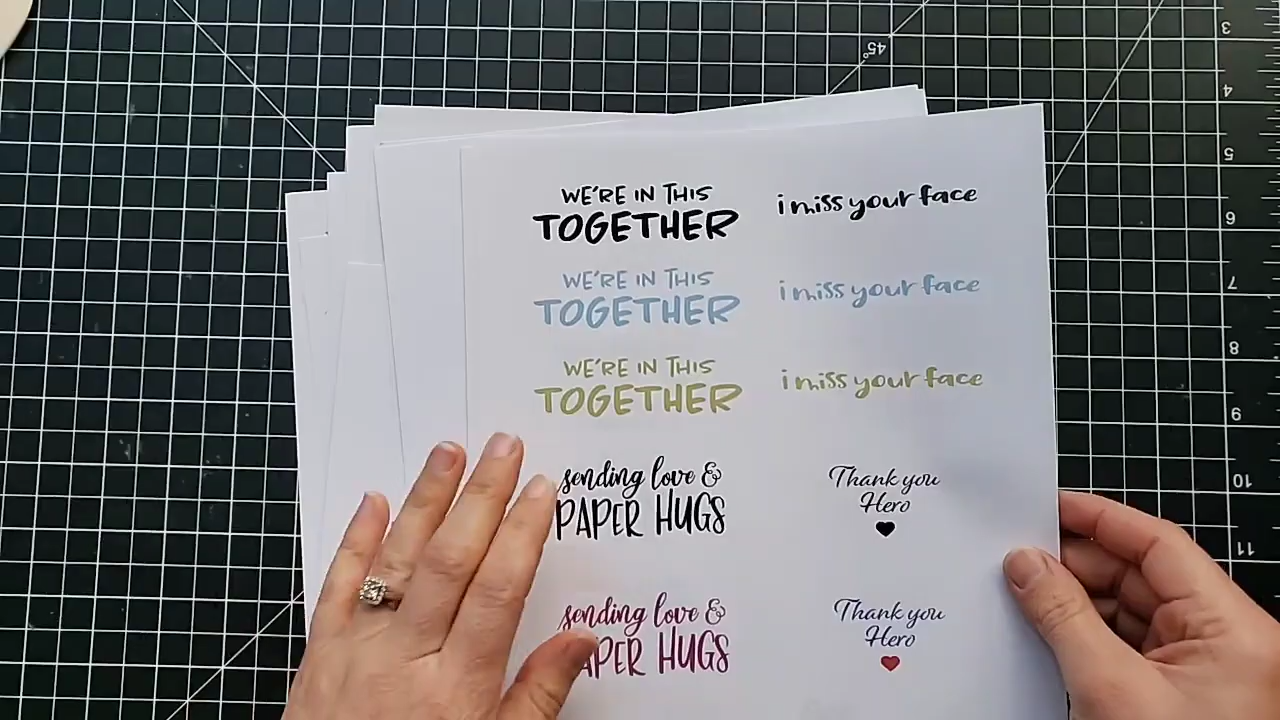 WE'RE IN THIS
TOGETHER
i miss your face
WE'RE IN THIS
TOGETHER
i miss your face
WE'RE IN THIS
TOGETHER
i miss your face
sending love &
PAPER HUGS
Thank you
Hero
sending love &
PAPER HUGS
Thank you
Hero
45°
3
4
5
6
7
8
9
10
11